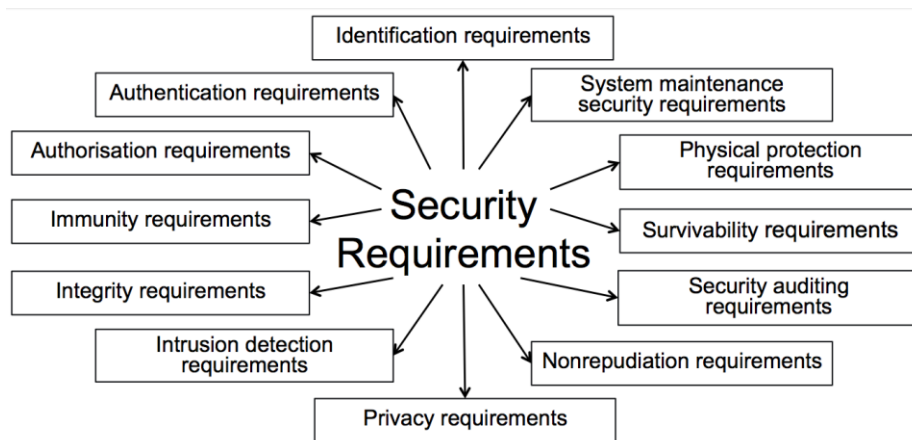 Identification requirements
Authentication requirements
System maintenance
security requirements
Authorisation requirements
Physical protection
requirements
Security
Requirements
Immunity requirements
Survivability requirements
Integrity requirements
Security auditing
requirements
Intrusion detection
requirements
Nonrepudiation requirements
Privacy requirements